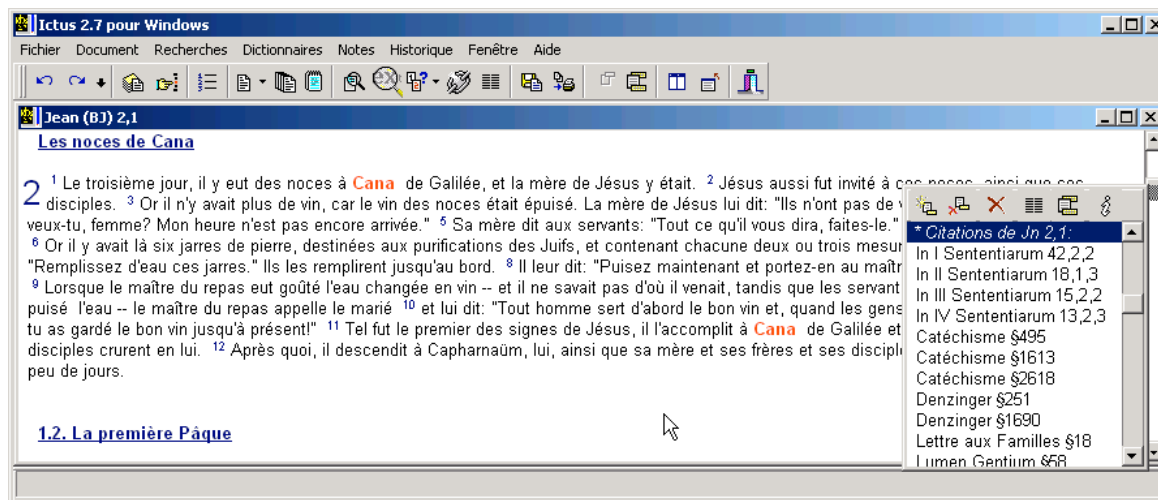 Ictus 2.7 pour Windows
Fichier Document Recherches Dictionnaires Notes Historique Fenêtre Aide
Jean (BJ) 2,1
Les noces de Cana
2 1 Le troisième jour, il y eut des noces à Cana de Galilée, et la mère de Jésus y était. 2 Jésus aussi fut invité à ces noces, ainsi que ses
disciples. 3 Or il n'y avait plus de vin, car le vin des noces était épuisé. La mère de Jésus lui dit: "Ils n'ont pas de
veux-tu, femme? Mon heure n'est pas encore arrivée." 5 Sa mère dit aux servants: "Tout ce qu'il vous dira, faites-le."
6 Or il y avait là six jarres de pierre, destinées aux purifications des Juifs, et contenant chacune deux ou trois
"Remplissez d'eau ces jarres." Ils les remplirent jusqu'au bord. 8 Il leur dit: "Puisez maintenant et portez-en au
9 Lorsque le maître du repas eut goûté l'eau changée en vin -- et il ne savait pas d'où il venait, tandis que les
puisé l'eau -- le maître du repas appelle le marié 10 et lui dit: "Tout homme sert d'abord le bon vin et, quand les gens
tu as gardé le bon vin jusqu'à présent!" 11 Tel fut le premier des signes de Jésus, il l'accomplit à Cana de Galilée et
disciples crurent en lui. 12 Après quoi, il descendit à Capharnaüm, lui, ainsi que sa mère et ses frères et ses
peu de jours.
1.2. La première Pâque
* Citations de Jn 2,1:
In I Sententiarum 42,2,2
In II Sententiarum 18,1,3
In III Sententiarum 15,2,2
In IV Sententiarum 13,2,3
Catéchisme §495
Catéchisme §1613
Catéchisme §2618
Denzinger §251
Denzinger §1690
Lettre aux Familles §18
Lumen Gentium §58